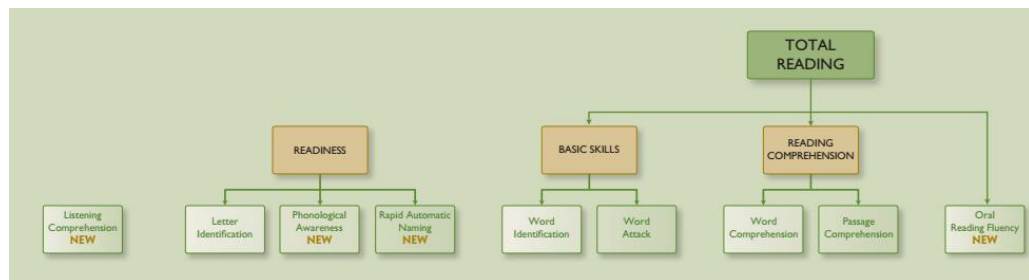 TOTAL
READING
READINESS
BASIC SKILLS
READING
COMPREHENSION
Listening
Comprehension
NEW
Letter
Identification
Phonological
Awareness
NEW
Rapid Automatic
Naming
NEW
Word
Identification
Word
Attack
Word
Comprehension
Passage
Comprehension
Oral
Reading Fluency
NEW